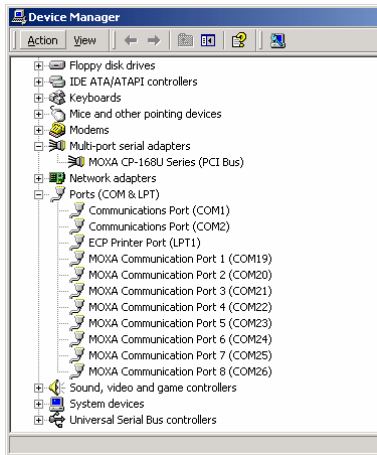 Device Manager
Action View
Floppy disk drives
IDE ATA/ATAPI controllers
Keyboards
Mice and other pointing devices
Modems
Multi-port serial adapters
MOXA CP-168U Series (PCI Bus)
Network adapters
Ports (COM & LPT)
Communications Port (COM1)
Communications Port (COM2)
ECP Printer Port (LPT1)
MOXA Communication Port 1 (COM19)
MOXA Communication Port 2 (COM20)
MOXA Communication Port 3 (COM21)
MOXA Communication Port 4 (COM22)
MOXA Communication Port 5 (COM23)
MOXA Communication Port 6 (COM24)
MOXA Communication Port 7 (COM25)
MOXA Communication Port 8 (COM26)
Sound, video and game controllers
System devices
Universal Serial Bus controllers